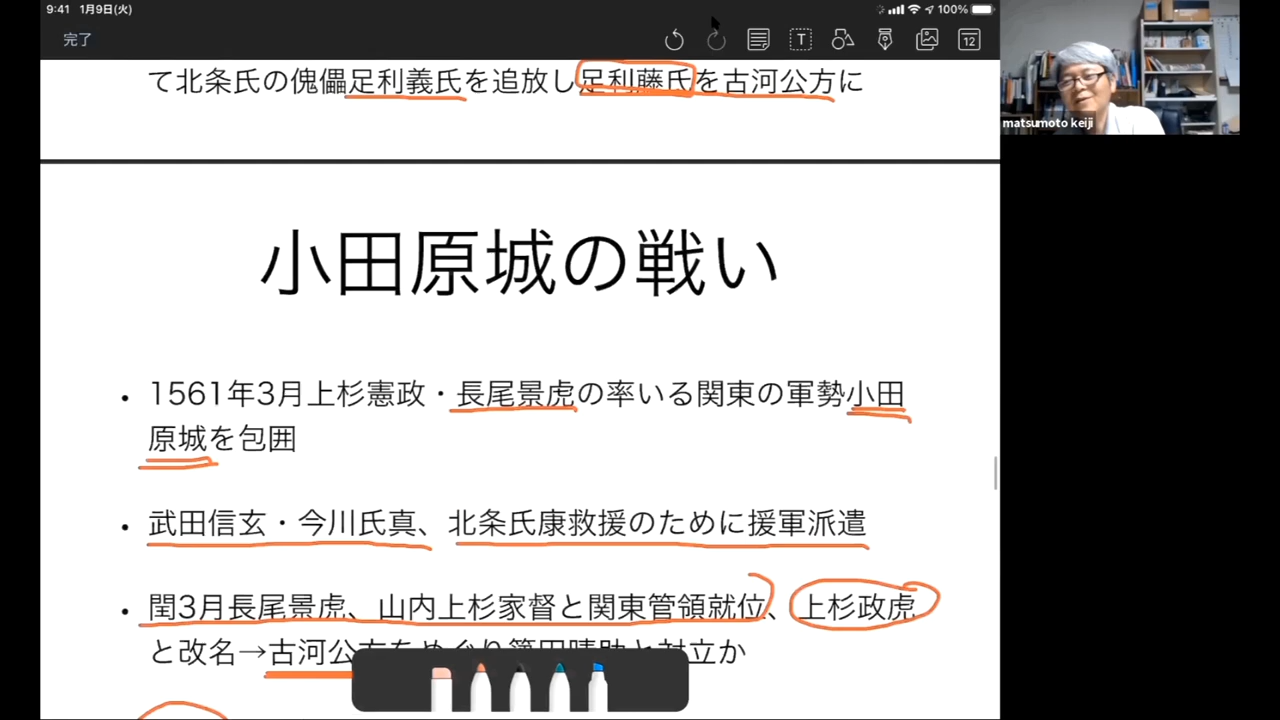 9:41 1月9日(火)
100%
完了
T
12
matsumoto keiji
て北条氏の傀儡足利義氏を追放し足利藤氏を古河公方に
小田原城の戦い
• 1561年3月上杉憲政・長尾景虎の率いる関東の軍勢小田
原城を包囲
• 武田信玄・今川氏真、北条氏康救援のために援軍派遣
• 閏3月長尾景虎、山内上杉家督と関東管領就位、上杉政虎
と改名→古河公方をめぐり簗田晴助と対立か